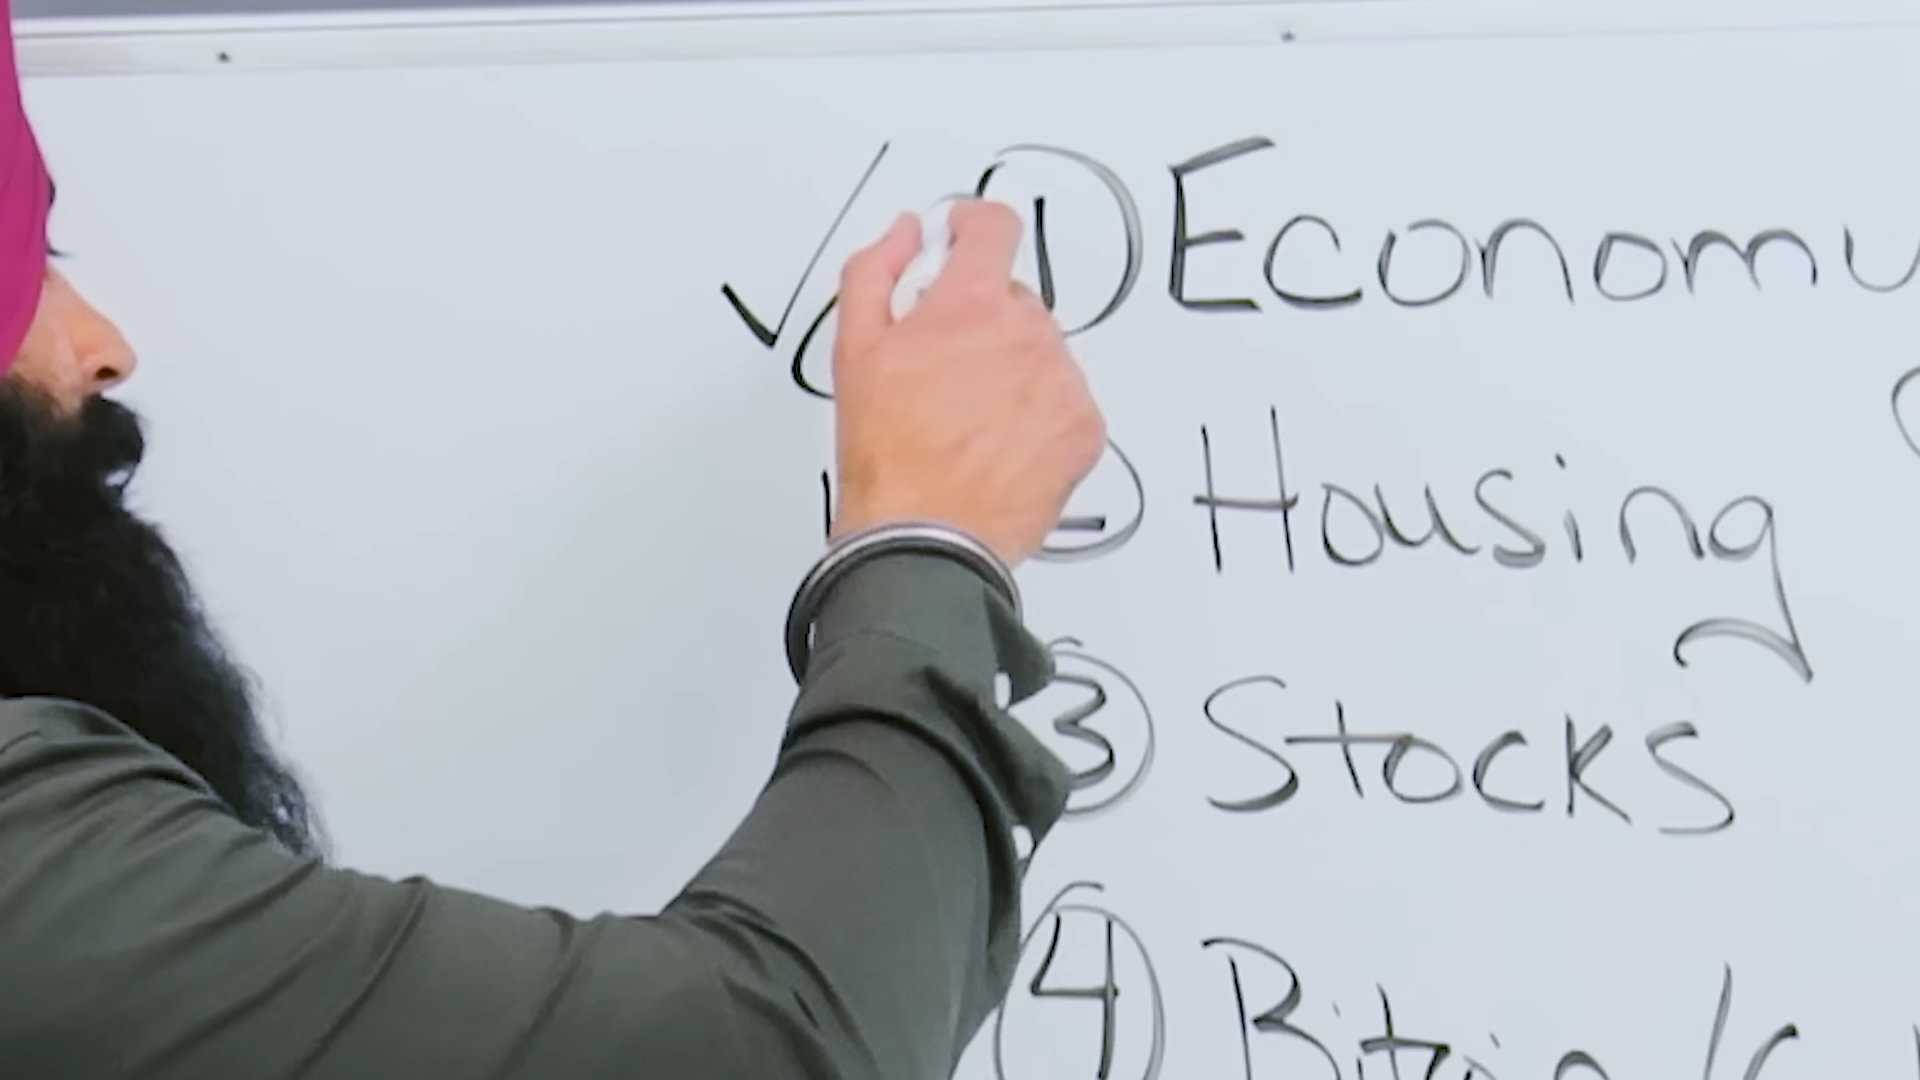 ✓ 1 Economy
2 Housing
3 Stocks
4 Bitcoin